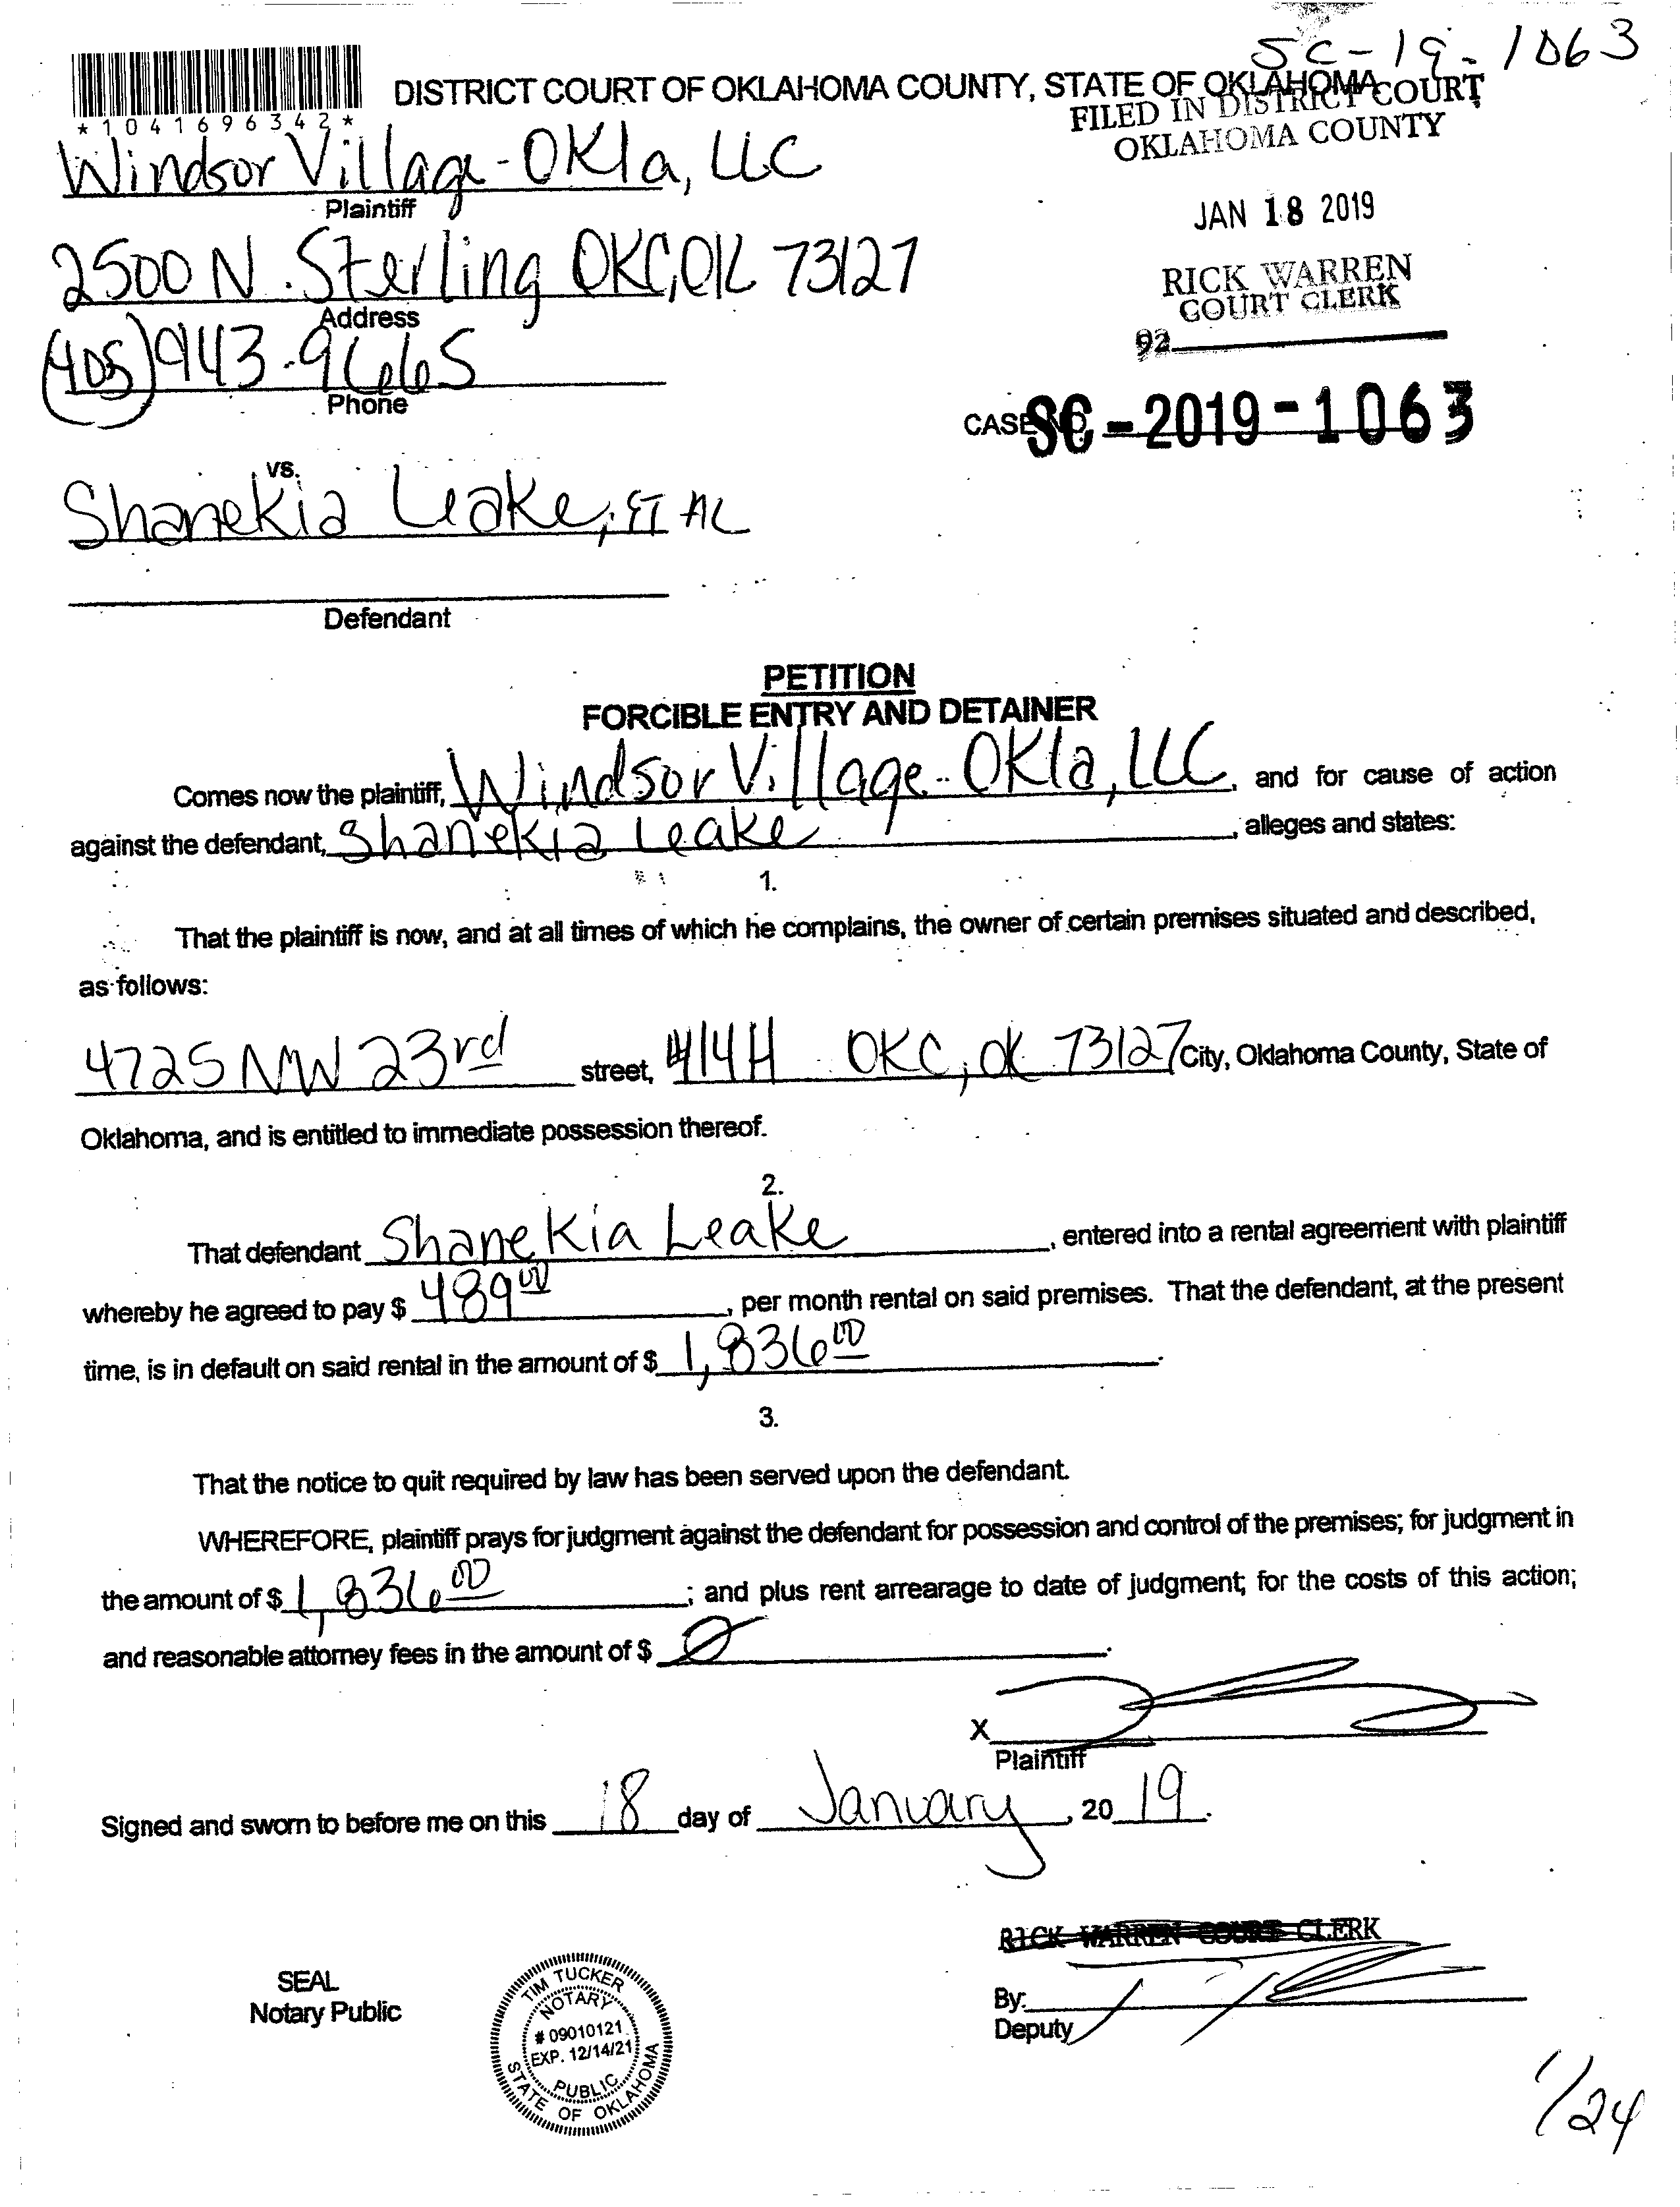 SC-19-1063
DISTRICT COURT OF OKLAHOMA COUNTY, STATE OF OKLAHOMA
*1041696342*
FILED IN DISTRICT COURT
OKLAHOMA COUNTY
Windsor Village-OKla, LLC
Plaintiff
JAN 18 2019
2500 N. Sterling OKC, OK 73127
Address
RICK WARREN
COURT CLERK
92
(405) 943-9665
Phone
CASE NO. SC-2019-1063
vs.
Shanekia Leake, ET AL
Defendant
PETITION
FORCIBLE ENTRY AND DETAINER
Comes now the plaintiff, Windsor Village-OKla, LLC, and for cause of action
against the defendant, Shanekia Leake, alleges and states:
1.
That the plaintiff is now, and at all times of which he complains, the owner of certain premises situated and described,
as follows:
4725 NW 23rd street, #14H OKC, OK 73127 City, Oklahoma County, State of
Oklahoma, and is entitled to immediate possession thereof.
2.
That defendant Shanekia Leake, entered into a rental agreement with plaintiff
whereby he agreed to pay $ 489 00, per month rental on said premises. That the defendant, at the present
time, is in default on said rental in the amount of $ 1,836 00.
3.
That the notice to quit required by law has been served upon the defendant.
WHEREFORE, plaintiff prays for judgment against the defendant for possession and control of the premises; for judgment in
the amount of $ 1,836 00; and plus rent arrearage to date of judgment; for the costs of this action;
and reasonable attorney fees in the amount of $ Ø.
X
Plaintiff
Signed and sworn to before me on this 18 day of January, 20 19.
RICK WARREN COURT CLERK
SEAL
Notary Public
TIM TUCKER
NOTARY
# 09010121
EXP. 12/14/21
PUBLIC
STATE OF OKLAHOMA
By:
Deputy
1/24